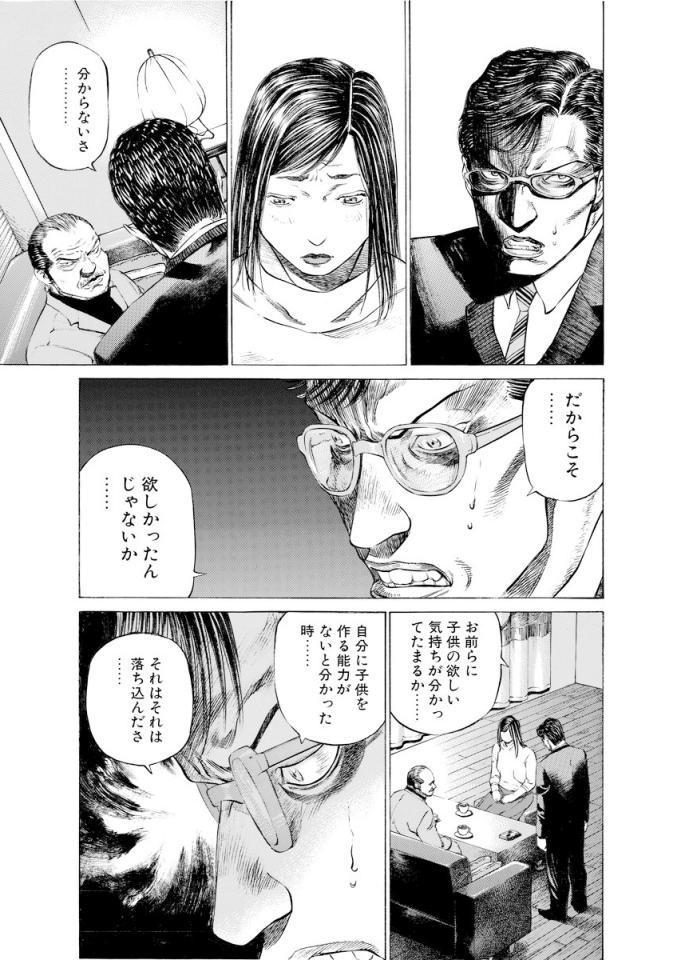 分からないさ
………
だからこそ
……
欲しかったん
じゃないか
……
お前らに
子供の欲しい
気持ちが分かっ
てたまるか……
自分に子供を
作る能力が
ないと分かった
時……
それはそれは
落ち込んださ
……